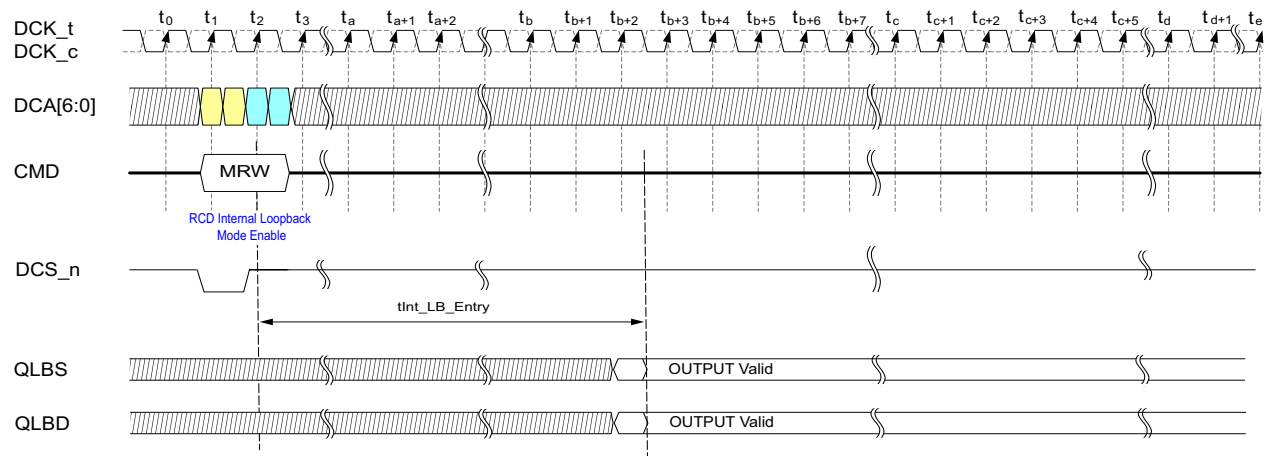 t0 t1 t2 t3 ta ta+1 ta+2 tb tb+1 tb+2 tb+3 tb+4 tb+5 tb+6 tb+7 tc tc+1 tc+2 tc+3 tc+4 tc+5 td td+1 te
DCK_t
DCK_c
DCA[6:0]
CMD MRW
RCD Internal Loopback
Mode Enable
DCS_n
tInt_LB_Entry
QLBS OUTPUT Valid
QLBD OUTPUT Valid